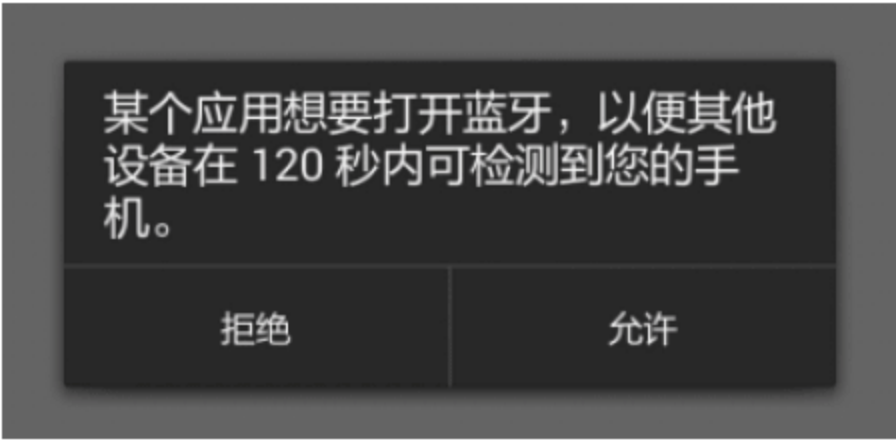 某个应用想要打开蓝牙，以便其他
设备在 120 秒内可检测到您的手
机。
拒绝
允许